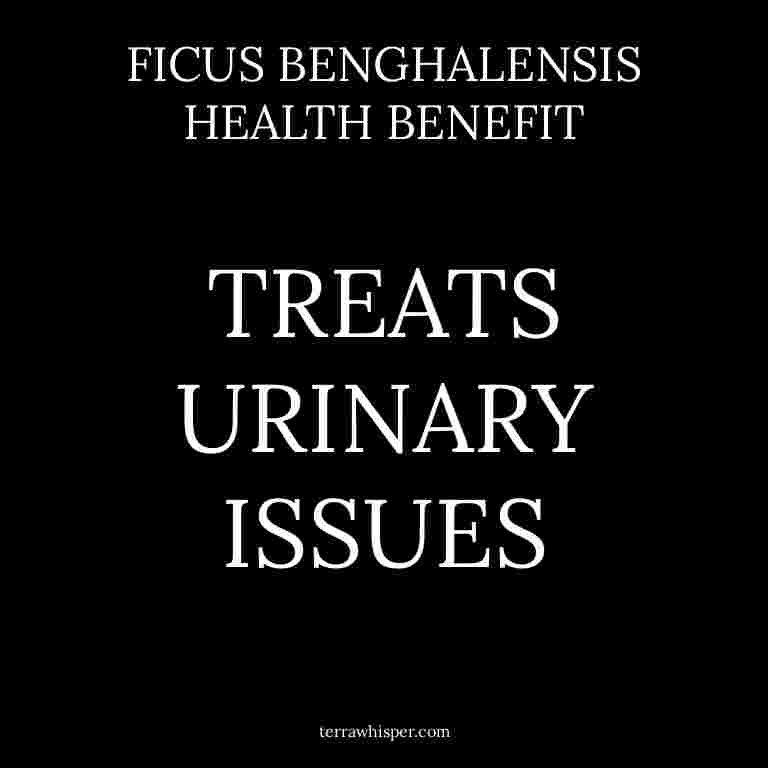 FICUS BENGHALENSIS
HEALTH BENEFIT
TREATS
URINARY
ISSUES
terrawhisper.com